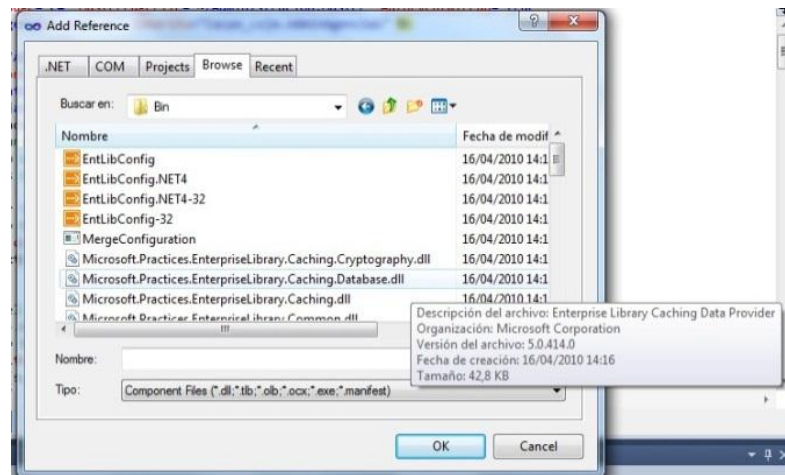 Add Reference
.NET COM Projects Browse Recent
Buscar en: Bin
Nombre Fecha de modif
EntLibConfig 16/04/2010 14:1
EntLibConfig.NET4 16/04/2010 14:1
EntLibConfig.NET4-32 16/04/2010 14:1
EntLibConfig-32 16/04/2010 14:1
MergeConfiguration 16/04/2010 14:1
Microsoft.Practices.EnterpriseLibrary.Caching.Cryptography.dll 16/04/2010 14:1
Microsoft.Practices.EnterpriseLibrary.Caching.Database.dll 16/04/2010 14:1
Microsoft.Practices.EnterpriseLibrary.Caching.dll 16/04/2010 14:1
Microsoft.Practices.EnterpriseLibrary.Common.dll
Descripción del archivo: Enterprise Library Caching Data Provider
Organización: Microsoft Corporation
Versión del archivo: 5.0.414.0
Fecha de creación: 16/04/2010 14:16
Tamaño: 42,8 KB
Nombre:
Tipo: Component Files (*.dll;*.tlb;*.olb;*.ocx;*.exe;*.manifest)
OK Cancel